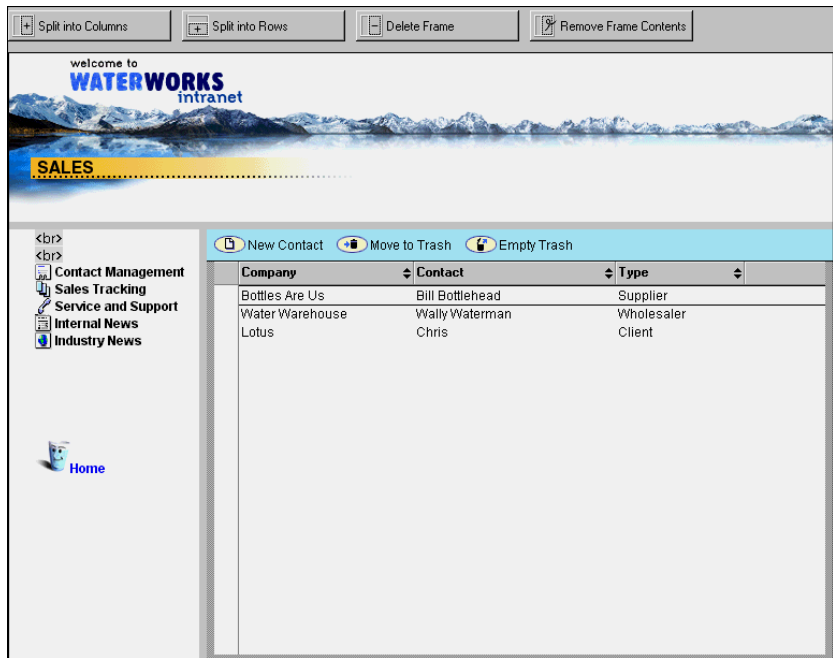 Split into Columns Split into Rows Delete Frame Remove Frame Contents
welcome to
WATERWORKS
intranet
SALES
<br>
<br>
Contact Management
Sales Tracking
Service and Support
Internal News
Industry News
Home
New Contact Move to Trash Empty Trash
Company Contact Type
Bottles Are Us Bill Bottlehead Supplier
Water Warehouse Wally Waterman Wholesaler
Lotus Chris Client